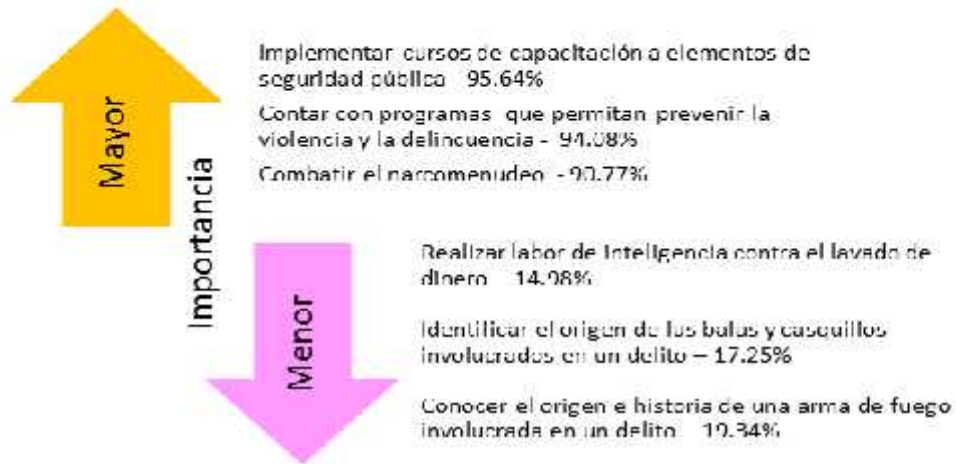 Mayor
Importancia
Menor
Implementar cursos de capacitación a elementos de
seguridad pública - 95.64%
Contar con programas que permitan prevenir la
violencia y la delincuencia - 94.08%
Combatir el narcomenudeo - 90.77%
Realizar labor de Inteligencia contra el lavado de
dinero 14.98%
Identificar el origen de las balas y casquillos
involucrados en un delito – 17.25%
Conocer el origen e historia de una arma de fuego
involucrada en un delito 19.34%